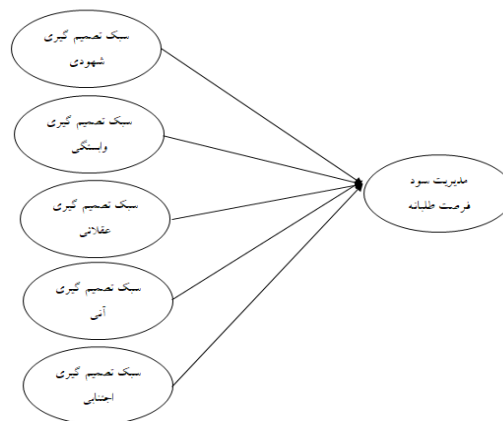 سبک تصمیم گیری
شهودی
سبک تصمیم گیری
وابستگی
سبک تصمیم گیری
عقلائی
سبک تصمیم گیری
آنی
سبک تصمیم گیری
اجتنابی
مدیریت سود
فرصت طلبانه